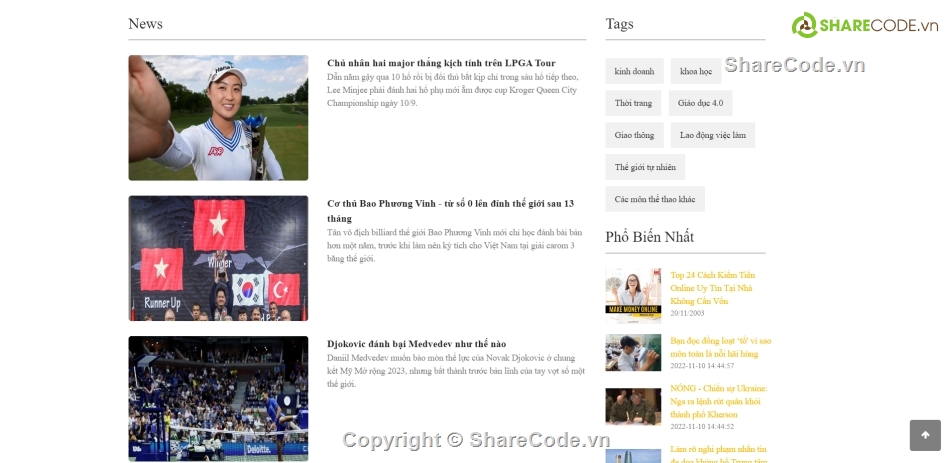 News
Chủ nhân hai major thắng kịch tính trên LPGA Tour
Dẫn năm gậy qua 10 hố rồi bị đối thủ bắt kịp chỉ trong sáu hố tiếp theo,
Lee Minjee phải đánh hai hố phụ mới ẵm được cup Kroger Queen City
Championship ngày 10/9.
Cơ thủ Bao Phương Vinh - từ số 0 lên đỉnh thế giới sau 13
tháng
Tân vô địch billiard thế giới Bao Phương Vinh mới chỉ học đánh bài bản
hơn một năm, trước khi làm nên kỳ tích cho Việt Nam tại giải carom 3
băng thế giới.
Winner
Runner Up
Djokovic đánh bại Medvedev như thế nào
Daniil Medvedev muốn bào mòn thể lực của Novak Djokovic ở chung
kết Mỹ Mở rộng 2023, nhưng bất thành trước bản lĩnh của tay vợt số một
thế giới.
Deloitte.
Tags
SHARECODE.vn
kinh doanh
khoa học
ShareCode.vn
Thời trang
Giáo dục 4.0
Giao thông
Lao động việc làm
Thế giới tự nhiên
Các môn thể thao khác
Phổ Biến Nhất
MAKE MONEY ONLINE
Top 24 Cách Kiếm Tiền
Online Uy Tín Tại Nhà
Không Cần Vốn
20/11/2003
Bạn đọc đồng loạt 'tố' vì sao
môn toán là nỗi hãi hùng
2022-11-10 14:44:57
NÓNG - Chiến sự Ukraine:
Nga ra lệnh rút quân khỏi
thành phố Kherson
2022-11-10 14:44:52
Làm rõ nghi phạm nhắn tin
Copyright © ShareCode.vn